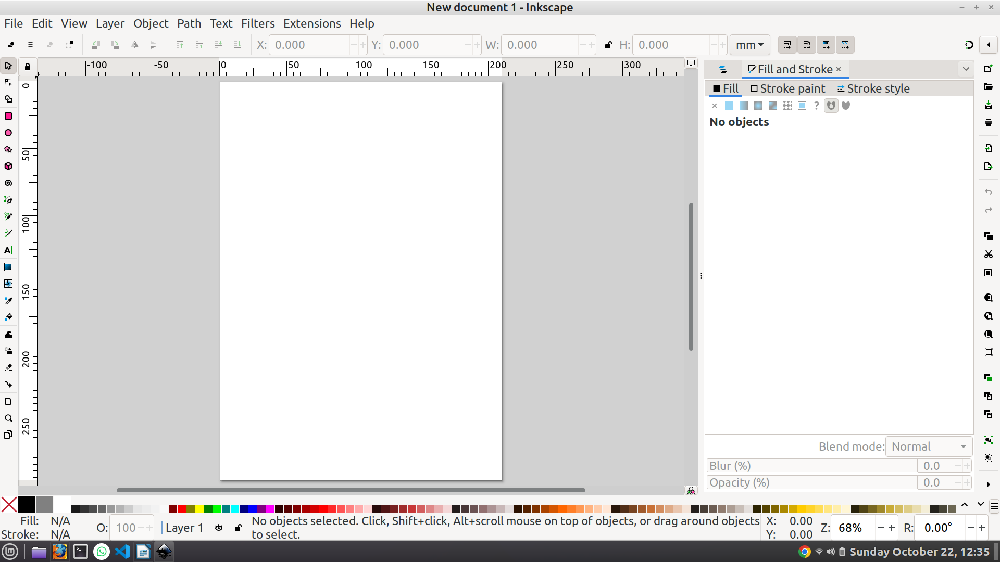 New document 1 - Inkscape
File Edit View Layer Object Path Text Filters Extensions Help
X: 0.000 Y: 0.000 W: 0.000 H: 0.000 mm
-100 -50 0 50 100 150 200 250 300
0
50
100
150
200
250
Fill and Stroke
Fill Stroke paint Stroke style
?
No objects
Blend mode: Normal
Blur (%) 0.0
Opacity (%) 0.0
Fill: N/A
Stroke: N/A
O: 100
Layer 1
No objects selected. Click, Shift+click, Alt+scroll mouse on top of objects, or drag around objects
to select.
X: 0.00
Y: 0.00
Z: 68%
R: 0.00°
Sunday October 22, 12:35